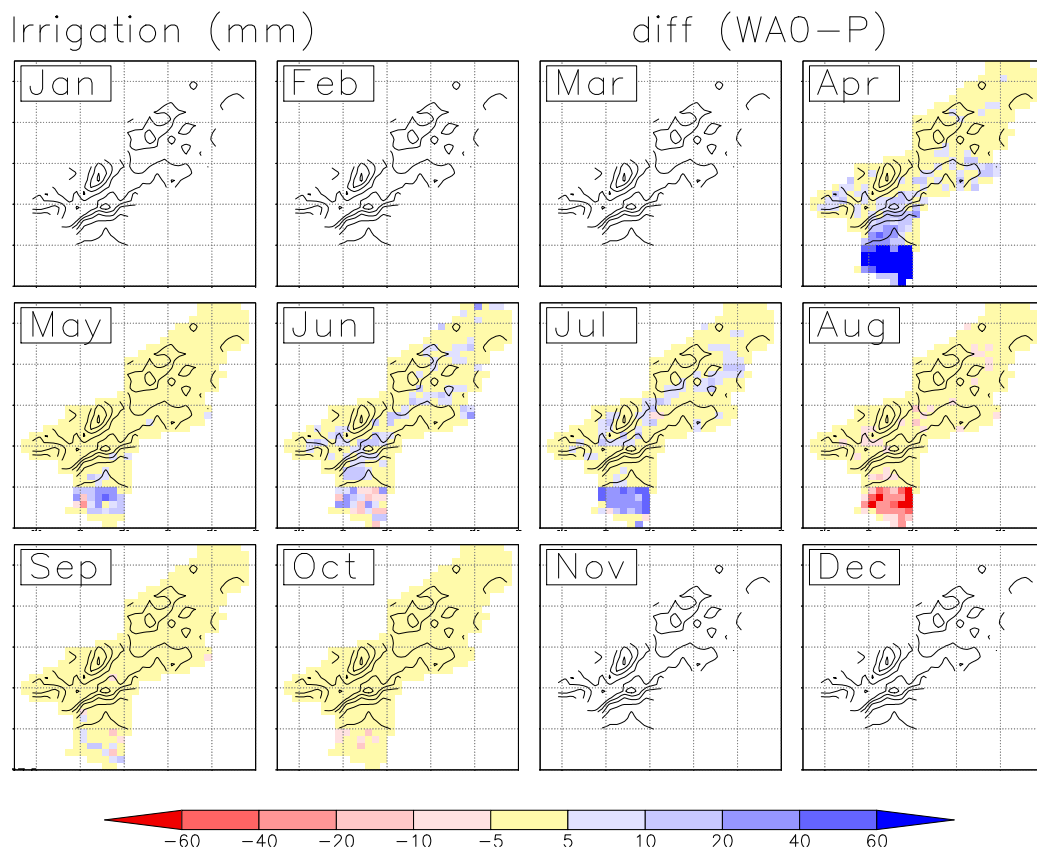 Irrigation (mm) diff (WA0-P)
Jan Feb Mar Apr
May Jun Jul Aug
Sep Oct Nov Dec
-60 -40 -20 -10 -5 5 10 20 40 60